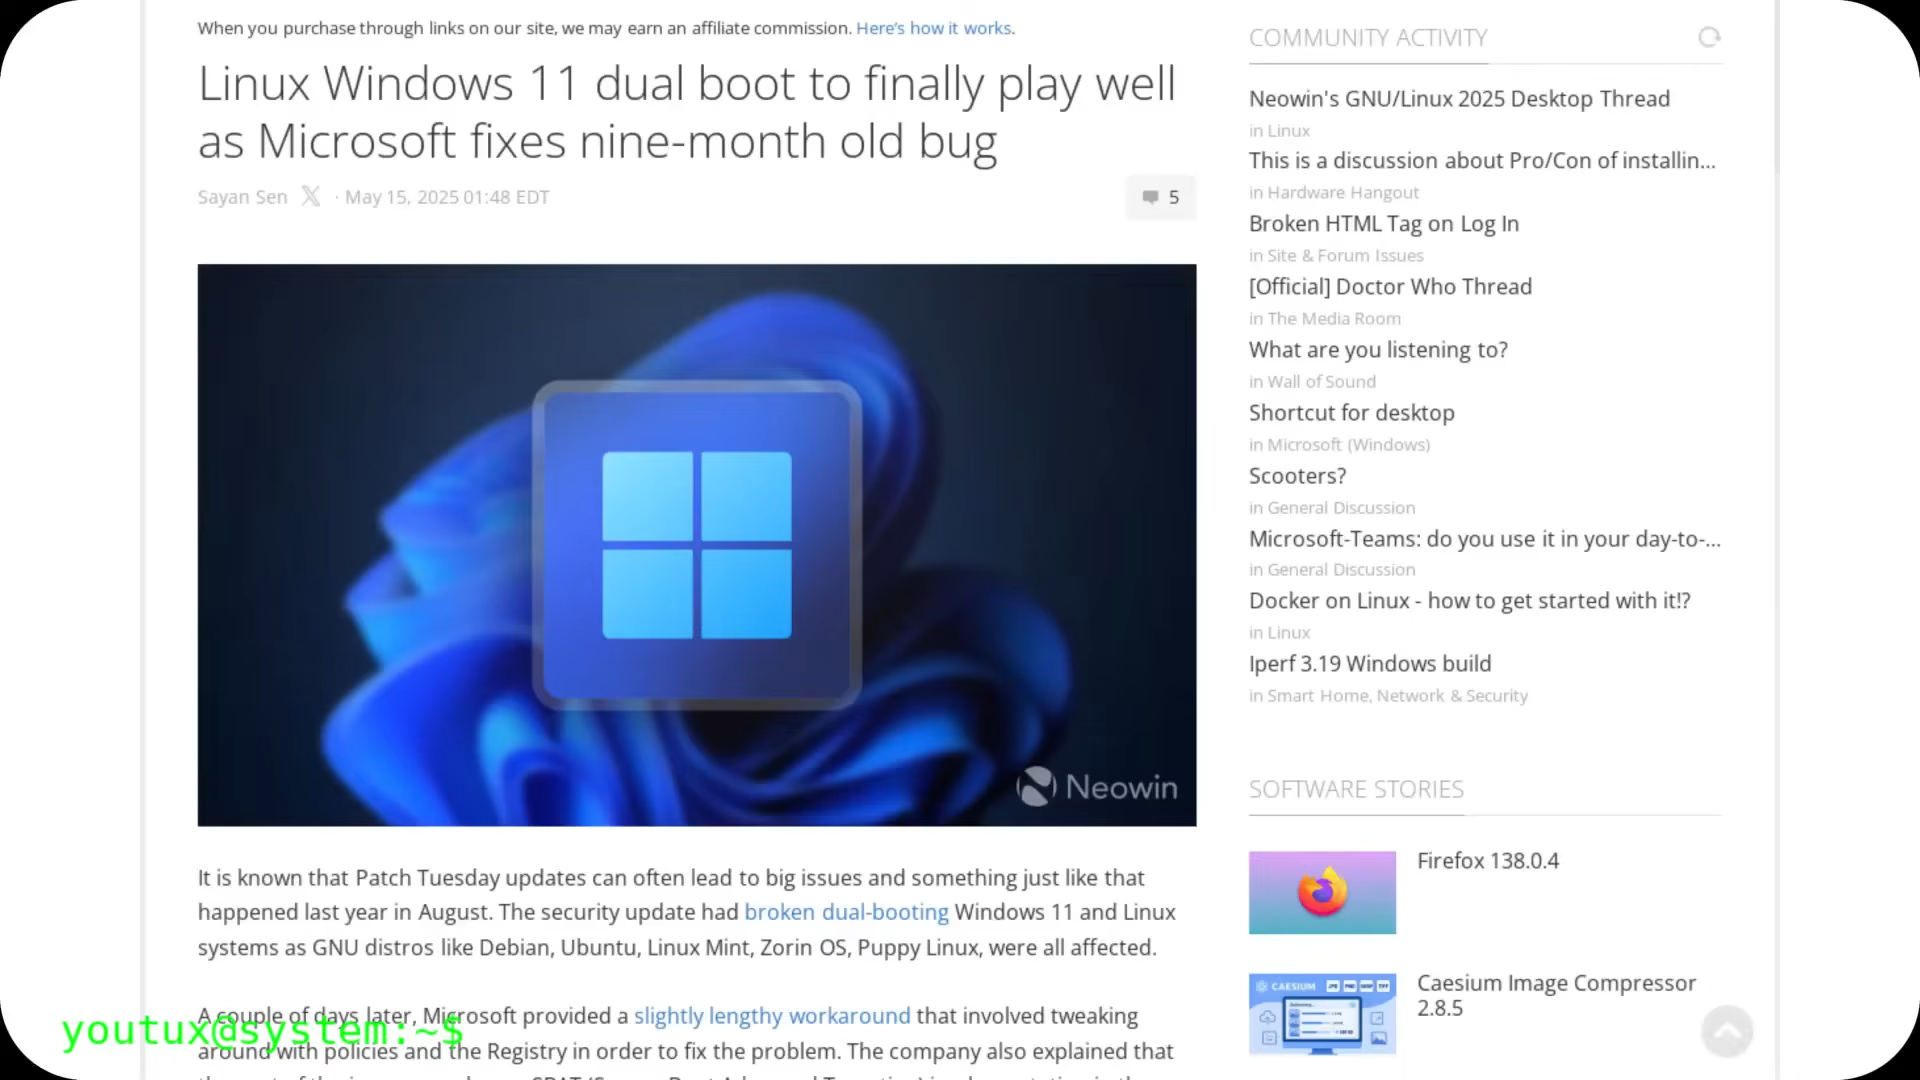 When you purchase through links on our site, we may earn an affiliate commission. Here's how it works.
Linux Windows 11 dual boot to finally play well
as Microsoft fixes nine-month old bug
Sayan Sen · May 15, 2025 01:48 EDT
5
Neowin
It is known that Patch Tuesday updates can often lead to big issues and something just like that
happened last year in August. The security update had broken dual-booting Windows 11 and Linux
systems as GNU distros like Debian, Ubuntu, Linux Mint, Zorin OS, Puppy Linux, were all affected.
A couple of days later, Microsoft provided a slightly lengthy workaround that involved tweaking
around with policies and the Registry in order to fix the problem. The company also explained that
youtux@system:~$
COMMUNITY ACTIVITY
Neowin's GNU/Linux 2025 Desktop Thread
in Linux
This is a discussion about Pro/Con of installin...
in Hardware Hangout
Broken HTML Tag on Log In
in Site & Forum Issues
[Official] Doctor Who Thread
in The Media Room
What are you listening to?
in Wall of Sound
Shortcut for desktop
in Microsoft (Windows)
Scooters?
in General Discussion
Microsoft-Teams: do you use it in your day-to-...
in General Discussion
Docker on Linux - how to get started with it!?
in Linux
Iperf 3.19 Windows build
in Smart Home, Network & Security
SOFTWARE STORIES
Firefox 138.0.4
CAESIUM
Caesium Image Compressor
2.8.5